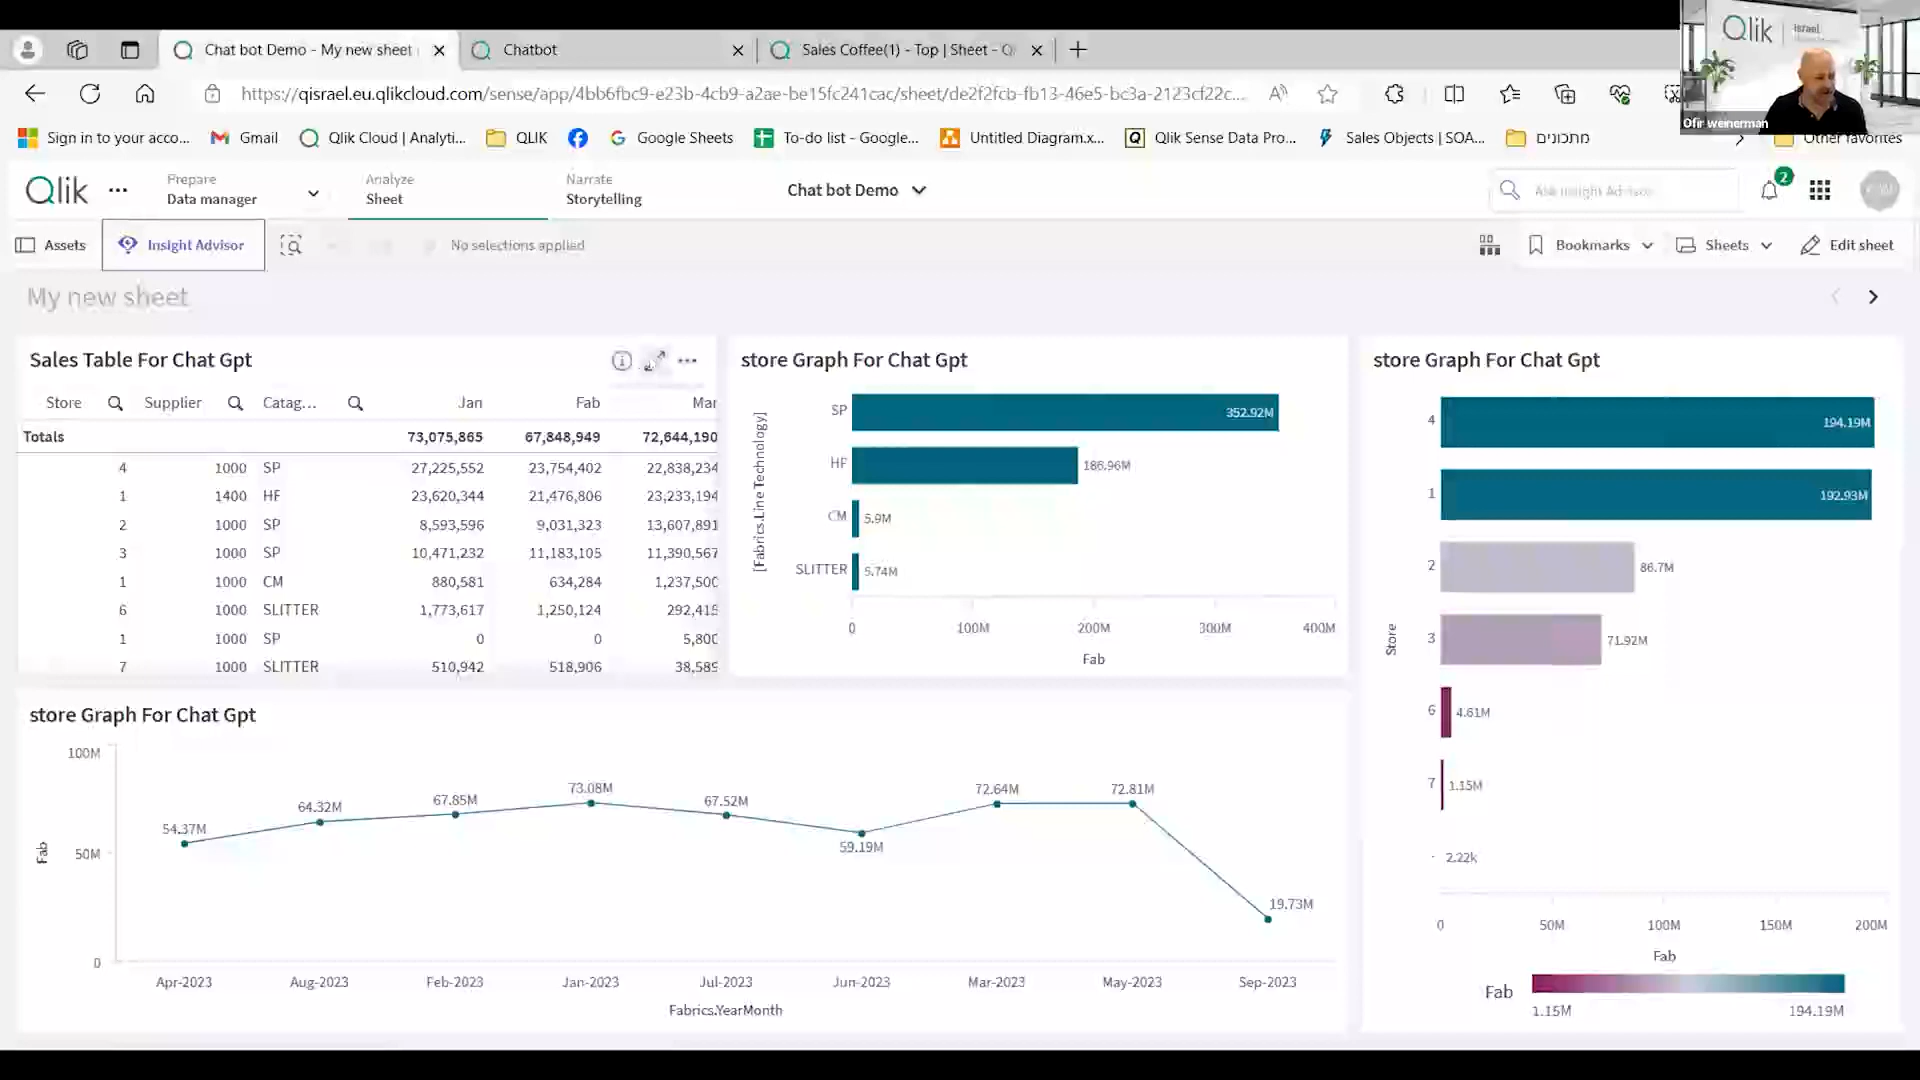 Qlik israel
Ofir weinerman
Chat bot Demo - My new sheet
Chatbot
Sales Coffee(1) - Top | Sheet - Q
https://qisrael.eu.qlikcloud.com/sense/app/4bb6fbc9-e23b-4cb9-a2ae-be15fc241cac/sheet/de2f2fcb-fb13-46e5-bc3a-2123cf22c...
Sign in to your acco... Gmail Qlik Cloud | Analyti... QLIK Google Sheets To-do list - Google... Untitled Diagram.x... Qlik Sense Data Pro... Sales Objects | SOA... מתכונים Other favorites
Qlik
Prepare
Data manager
Analyze
Sheet
Narrate
Storytelling
Chat bot Demo
Ask Insight Advisor
2
Assets Insight Advisor No selections applied Bookmarks Sheets Edit sheet
My new sheet
Sales Table For Chat Gpt
Store Supplier Catag... Jan Fab Mar
Totals 73,075,865 67,848,949 72,644,190
4 1000 SP 27,225,552 23,754,402 22,838,234
1 1400 HF 23,620,344 21,476,806 23,233,194
2 1000 SP 8,593,596 9,031,323 13,607,891
3 1000 SP 10,471,232 11,183,105 11,390,567
1 1000 CM 880,581 634,284 1,237,500
6 1000 SLITTER 1,773,617 1,250,124 292,415
1 1000 SP 0 0 5,800
7 1000 SLITTER 510,942 518,906 38,589
store Graph For Chat Gpt
[Fabrics.Line Technology]
SP 352.92M
HF 186.96M
CM 5.9M
SLITTER 5.74M
0 100M 200M 300M 400M
Fab
store Graph For Chat Gpt
Store
4 194.19M
1 192.93M
2 86.7M
3 71.92M
6 4.61M
7 1.15M
- 2.22k
0 50M 100M 150M 200M
Fab
Fab
1.15M 194.19M
store Graph For Chat Gpt
Fab
100M
50M
0
54.37M 64.32M 67.85M 73.08M 67.52M 59.19M 72.64M 72.81M 19.73M
Apr-2023 Aug-2023 Feb-2023 Jan-2023 Jul-2023 Jun-2023 Mar-2023 May-2023 Sep-2023
Fabrics.YearMonth